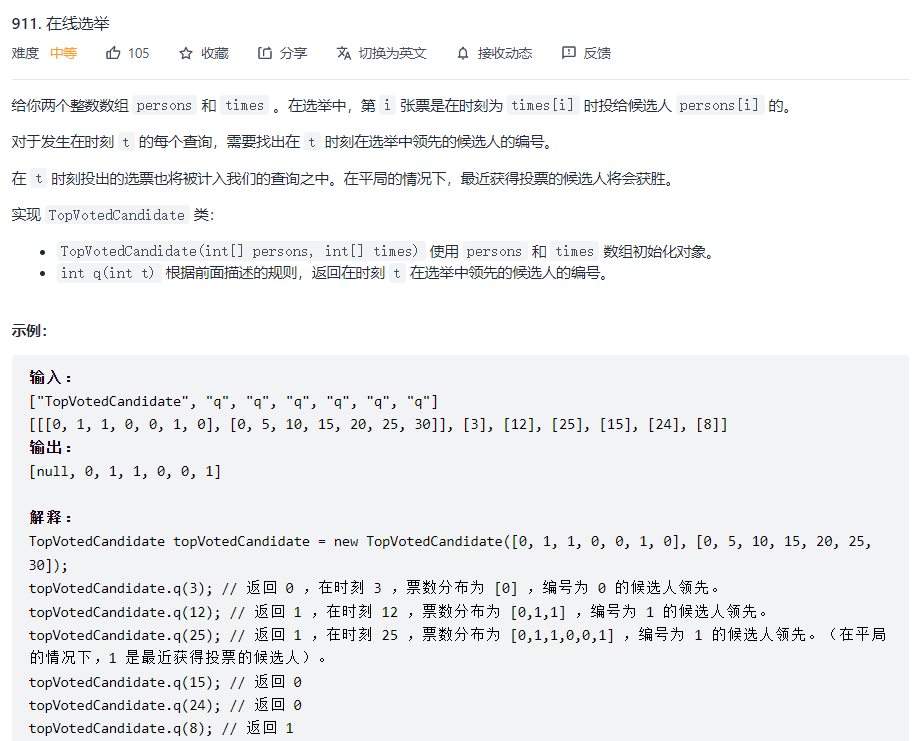 911. 在线选举
难度 中等 105 收藏 分享 切换为英文 接收动态 反馈
给你两个整数数组 persons 和 times 。在选举中，第 i 张票是在时刻为 times[i] 时投给候选人 persons[i] 的。
对于发生在时刻 t 的每个查询，需要找出在 t 时刻在选举中领先的候选人的编号。
在 t 时刻投出的选票也将被计入我们的查询之中。在平局的情况下，最近获得投票的候选人将会获胜。
实现 TopVotedCandidate 类：
• TopVotedCandidate(int[] persons, int[] times) 使用 persons 和 times 数组初始化对象。
• int q(int t) 根据前面描述的规则，返回在时刻 t 在选举中领先的候选人的编号。
示例：
输入：
["TopVotedCandidate", "q", "q", "q", "q", "q", "q"]
[[[0, 1, 1, 0, 0, 1, 0], [0, 5, 10, 15, 20, 25, 30]], [3], [12], [25], [15], [24], [8]]
输出：
[null, 0, 1, 1, 0, 0, 1]
解释：
TopVotedCandidate topVotedCandidate = new TopVotedCandidate([0, 1, 1, 0, 0, 1, 0], [0, 5, 10, 15, 20, 25,
30]);
topVotedCandidate.q(3); // 返回 0 ，在时刻 3 ，票数分布为 [0] ，编号为 0 的候选人领先。
topVotedCandidate.q(12); // 返回 1 ，在时刻 12 ，票数分布为 [0,1,1] ，编号为 1 的候选人领先。
topVotedCandidate.q(25); // 返回 1 ，在时刻 25 ，票数分布为 [0,1,1,0,0,1] ，编号为 1 的候选人领先。（在平局
的情况下，1 是最近获得投票的候选人）。
topVotedCandidate.q(15); // 返回 0
topVotedCandidate.q(24); // 返回 0
topVotedCandidate.q(8); // 返回 1